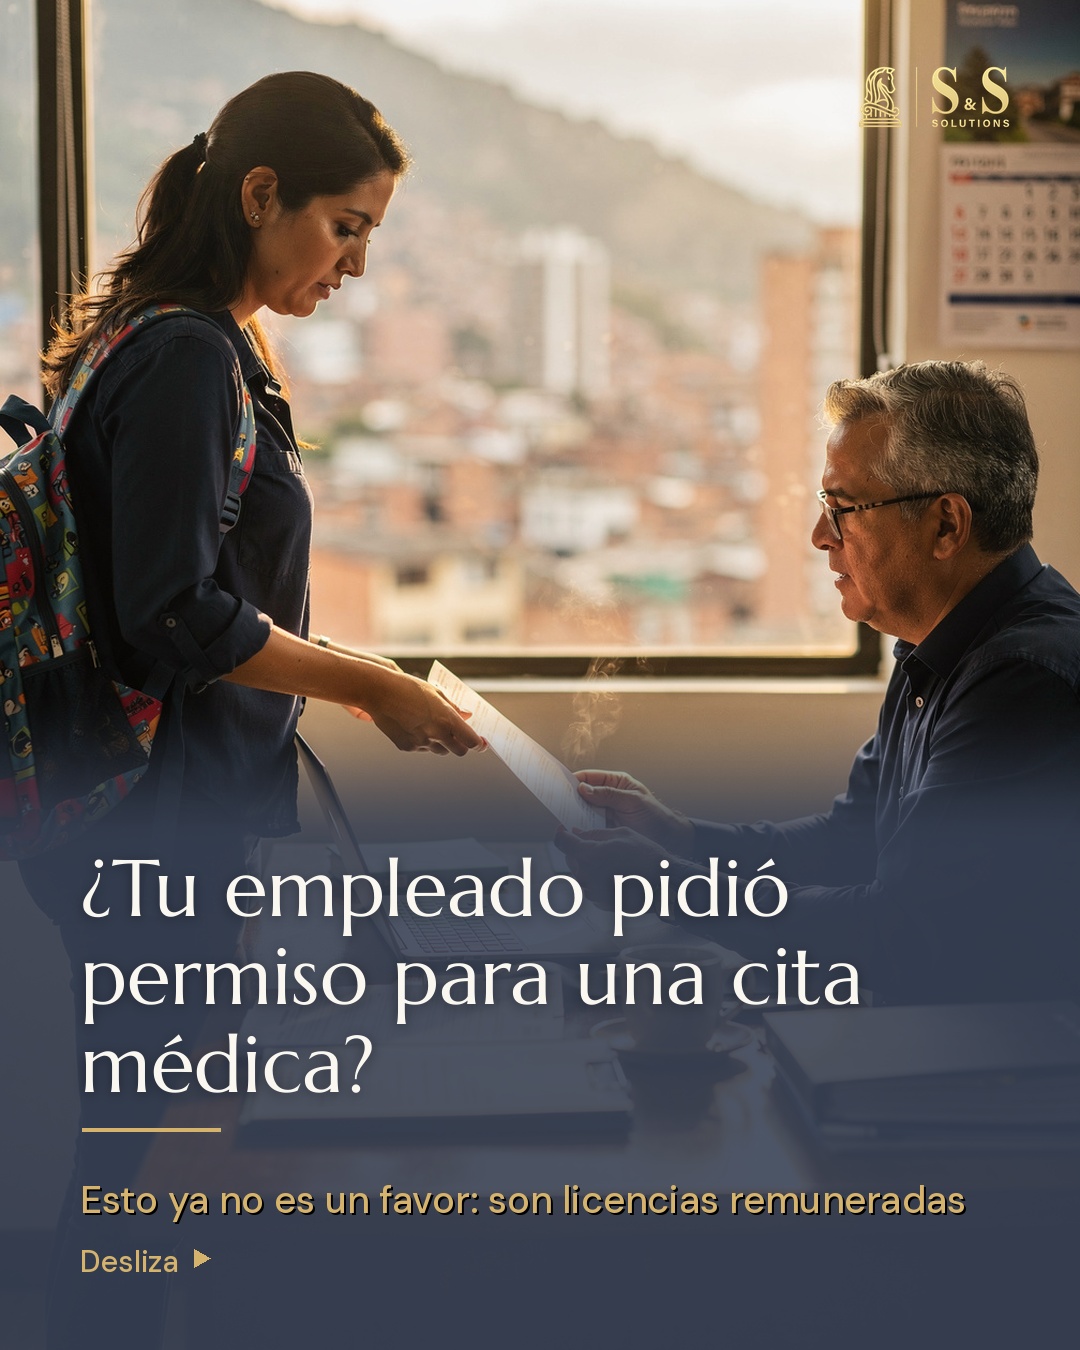 S&S
SOLUTIONS
¿Tu empleado pidió
permiso para una cita
médica?
Esto ya no es un favor: son licencias remuneradas
Desliza